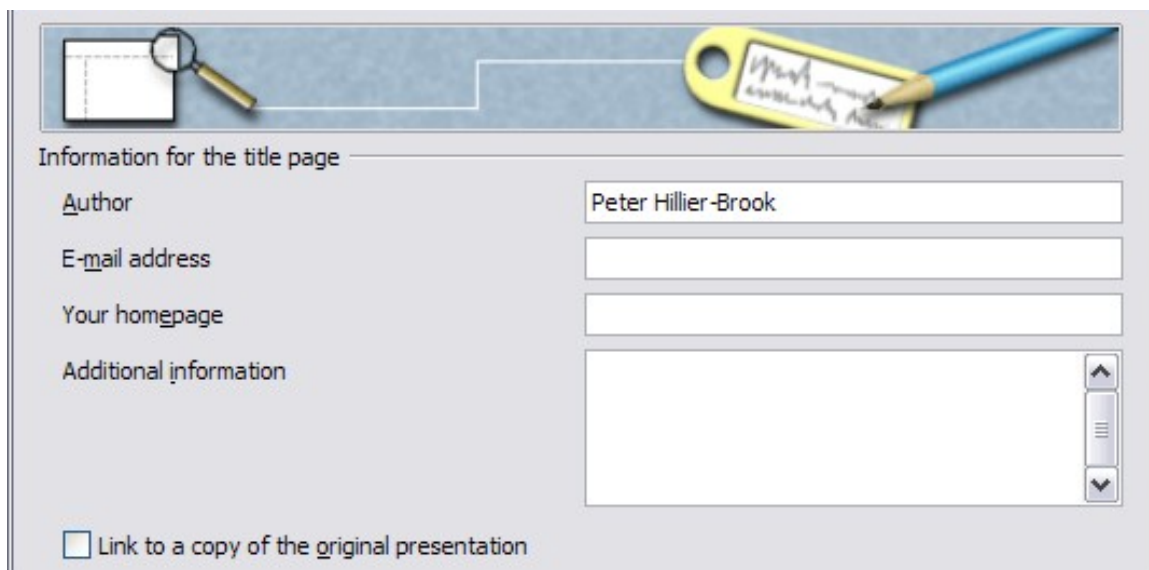 Information for the title page
Author Peter Hillier-Brook
E-mail address
Your homepage
Additional information
Link to a copy of the original presentation